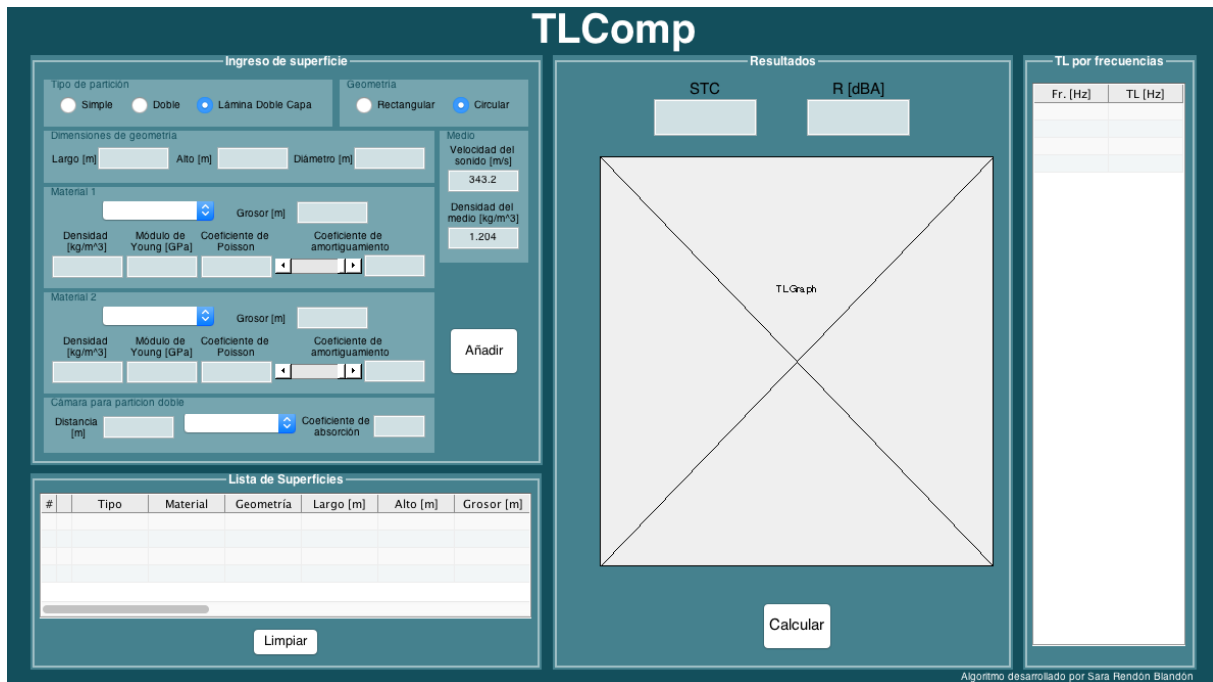 TLComp
Ingreso de superficie
Tipo de partición
Simple Doble Lámina Doble Capa
Geometría
Rectangular Circular
Dimensiones de geometría
Largo [m] Alto [m] Diámetro [m]
Medio
Velocidad del
sonido [m/s]
343.2
Densidad del
medio [kg/m^3]
1.204
Material 1
Grosor [m]
Densidad
[kg/m^3]
Módulo de
Young [GPa]
Coeficiente de
Poisson
Coeficiente de
amortiguamiento
Material 2
Grosor [m]
Densidad
[kg/m^3]
Módulo de
Young [GPa]
Coeficiente de
Poisson
Coeficiente de
amortiguamiento
Añadir
Cámara para particion doble
Distancia
[m]
Coeficiente de
absorción
Lista de Superficies
# Tipo Material Geometría Largo [m] Alto [m] Grosor [m]
Limpiar
Resultados
STC R [dBA]
TLGraph
Calcular
TL por frecuencias
Fr. [Hz] TL [Hz]
Algoritmo desarrollado por Sara Rendón Blandón